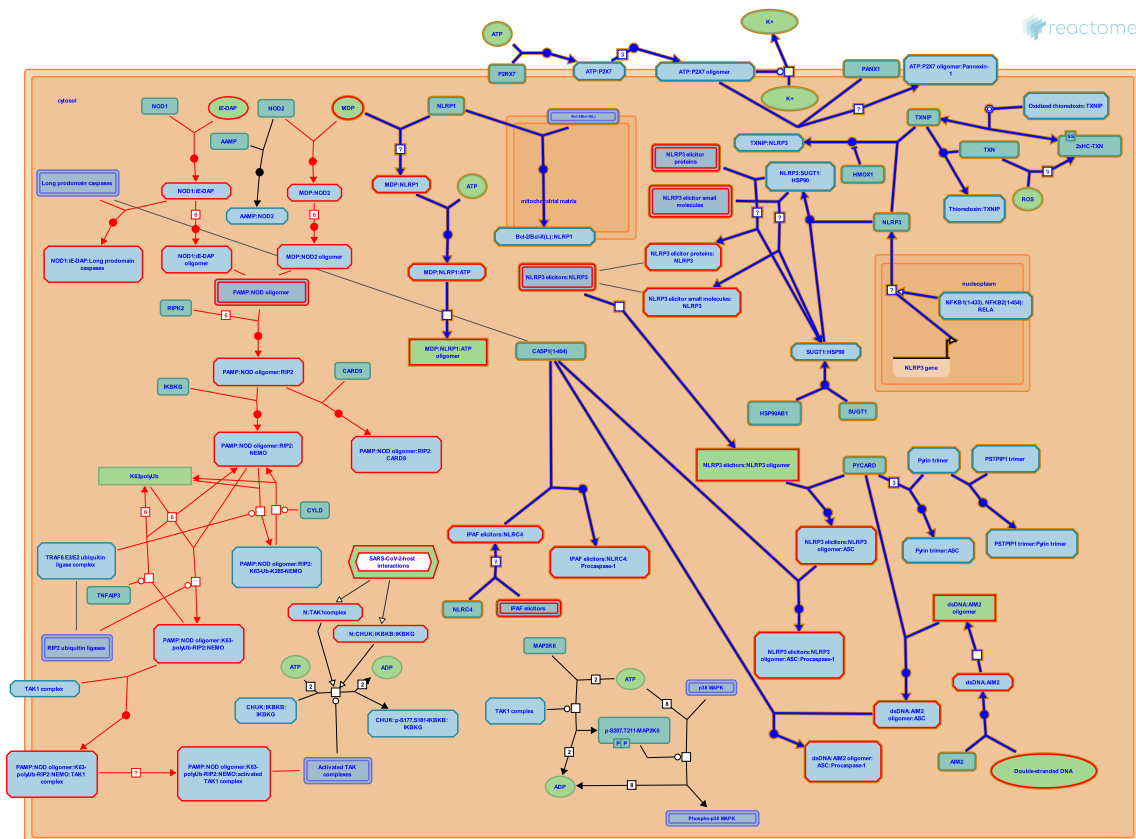 reactome
K+
ATP
3
P2RX7
ATP:P2X7
ATP:P2X7 oligomer
PANX1
ATP:P2X7 oligomer:Pannexin-
1
K+
?
cytosol
NOD1
iE-DAP
NOD2
MDP
NLRP1
AAMP
TXNIP
Oxidized thioredoxin:TXNIP
TXNIP:NLRP3
HMOX1
TXN
SS
2xHC-TXN
ROS
Thioredoxin:TXNIP
NLRP3 elicitor
proteins
NLRP3 elicitor small
molecules
NLRP3:SUGT1:
HSP90
?
?
NLRP3
mitochondrial matrix
Bcl-2/Bcl-X(L):NLRP1
?
MDP:NLRP1
ATP
Long prodomain caspases
NOD1:iE-DAP
MDP:NOD2
AAMP:NOD2
6
6
NOD1:iE-DAP:Long prodomain
caspases
NOD1:iE-DAP
oligomer
MDP:NOD2 oligomer
PAMP:NOD oligomer
MDP:NLRP1:ATP
NLRP3 elicitors:NLRP3
NLRP3 elicitor proteins:
NLRP3
NLRP3 elicitor small molecules:
NLRP3
nucleoplasm
?
NFKB1(1-433), NFKB2(1-454):
RELA
NLRP3 gene
RIPK2
6
MDP:NLRP1:ATP
oligomer
CASP1(1-404)
SUGT1:HSP90
HSP90AB1
SUGT1
PAMP:NOD oligomer:RIP2
CARD9
IKBKG
PAMP:NOD oligomer:RIP2:
NEMO
PAMP:NOD oligomer:RIP2:
CARD9
K63polyUb
6
6
CYLD
NLRP3 elicitors:NLRP3 oligomer
PYCARD
3
Pyrin trimer
PSTPIP1 trimer
NLRP3 elicitors:NLRP3
oligomer:ASC
Pyrin trimer:ASC
PSTPIP1 trimer:Pyrin trimer
IPAF elicitors:NLRC4
IPAF elicitors:NLRC4:
Procaspase-1
NLRC4
IPAF elicitors
TRAF6 E3/E2 ubiquitin
ligase complex
PAMP:NOD oligomer:RIP2:
K63-Ub-K285-NEMO
SARS-CoV-2-host
interactions
TNFAIP3
N:TAK1complex
N:CHUK:IKBKB:IKBKG
RIP2 ubiquitin ligases
PAMP:NOD oligomer:K63-
polyUb-RIP2:NEMO
dsDNA:AIM2
oligomer
NLRP3 elicitors:NLRP3
oligomer:ASC:Procaspase-1
dsDNA:AIM2
dsDNA:AIM2
oligomer:ASC
AIM2
Double-stranded DNA
dsDNA:AIM2 oligomer:
ASC:Procaspase-1
ATP
ADP
2
2
CHUK:IKBKB:
IKBKG
CHUK:p-S177,S181-IKBKB:
IKBKG
TAK1 complex
MAP2K6
2
ATP
8
p38 MAPK
TAK1 complex
p-S207,T211-MAP2K6
P
P
2
ADP
8
Phospho-p38 MAPK
PAMP:NOD oligomer:K63-
polyUb-RIP2:NEMO:TAK1
complex
?
PAMP:NOD oligomer:K63-
polyUb-RIP2:NEMO:activated
TAK1 complex
Activated TAK
complexes